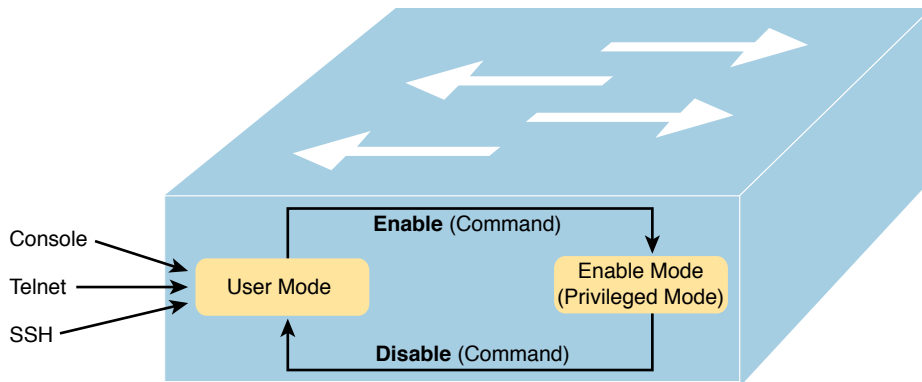 Enable (Command)
Console
Telnet
SSH
User Mode
Enable Mode
(Privileged Mode)
Disable (Command)